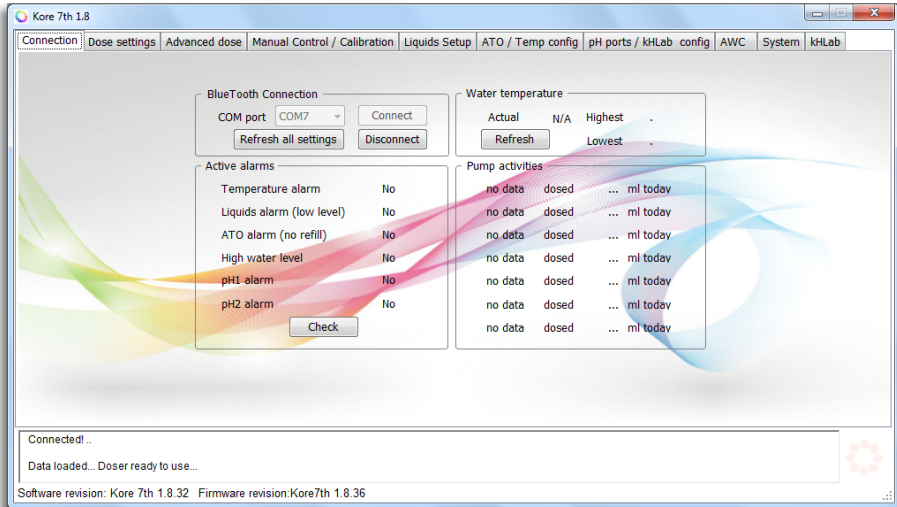 Kore 7th 1.8
Connection Dose settings Advanced dose Manual Control / Calibration Liquids Setup ATO / Temp config pH ports / kHLab config AWC System kHLab
BlueTooth Connection
COM port COM7 Connect
Refresh all settings Disconnect
Water temperature
Actual N/A Highest .
Refresh Lowest .
Active alarms
Temperature alarm No
Liquids alarm (low level) No
ATO alarm (no refill) No
High water level No
pH1 alarm No
pH2 alarm No
Check
Pump activities
no data dosed ... ml today
no data dosed ... ml today
no data dosed ... ml today
no data dosed ... ml today
no data dosed ... ml today
no data dosed ... ml today
no data dosed ... ml today
Connected! ..
Data loaded... Doser ready to use...
Software revision: Kore 7th 1.8.32 Firmware revision:Kore7th 1.8.36